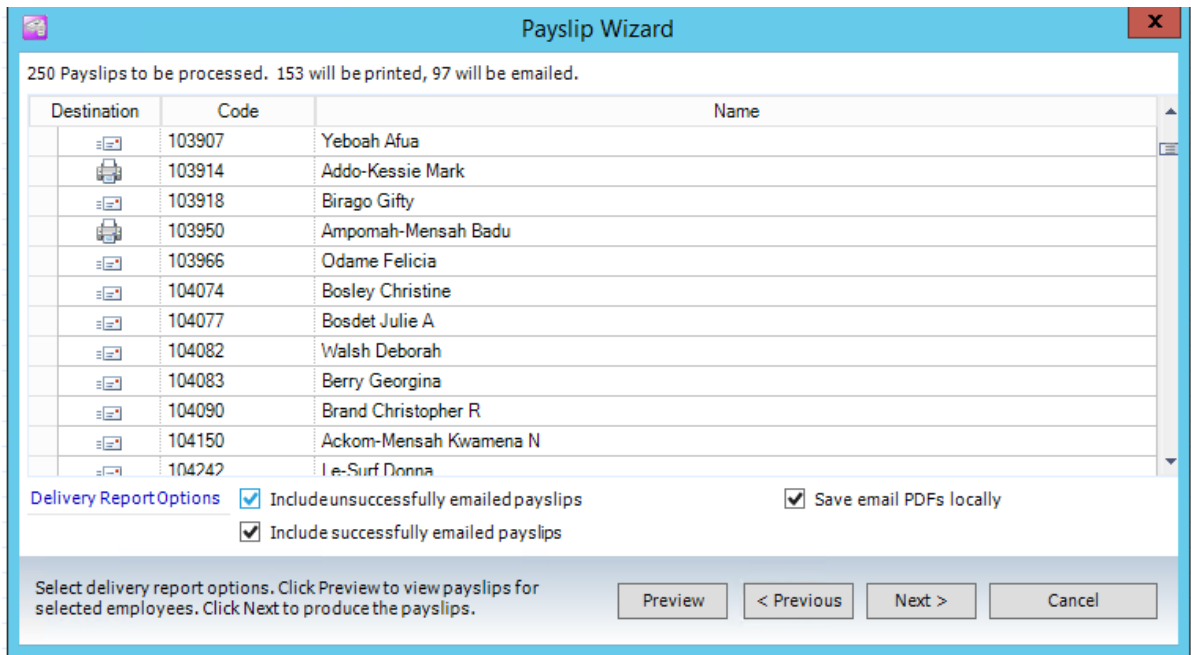 Payslip Wizard
x
250 Payslips to be processed. 153 will be printed, 97 will be emailed.
Destination Code Name
103907 Yeboah Afua
103914 Addo-Kessie Mark
103918 Birago Gifty
103950 Ampomah-Mensah Badu
103966 Odame Felicia
104074 Bosley Christine
104077 Bosdet Julie A
104082 Walsh Deborah
104083 Berry Georgina
104090 Brand Christopher R
104150 Ackom-Mensah Kwamena N
104242 Le-Surf Donna
Delivery Report Options Include unsuccessfully emailed payslips Save email PDFs locally
Include successfully emailed payslips
Select delivery report options. Click Preview to view payslips for
selected employees. Click Next to produce the payslips.
Preview < Previous Next > Cancel